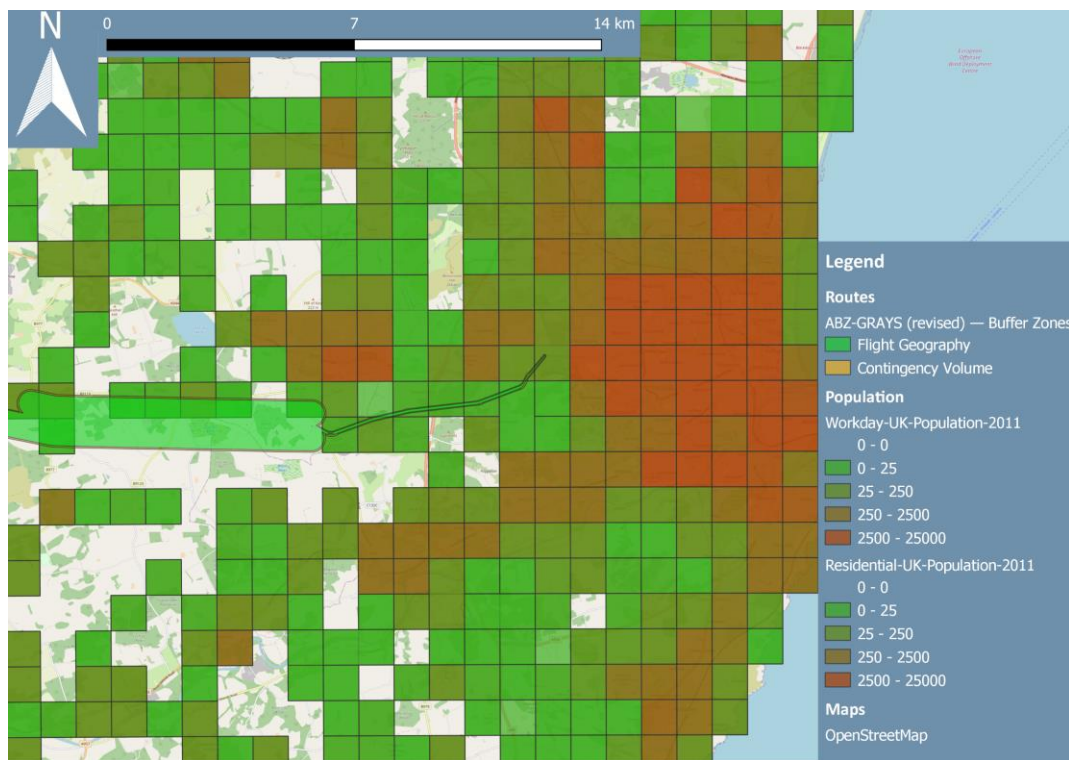 N
0 7 14 km
Legend
Routes
ABZ-GRAYS (revised) — Buffer Zones
Flight Geography
Contingency Volume
Population
Workday-UK-Population-2011
0 - 0
0 - 25
25 - 250
250 - 2500
2500 - 25000
Residential-UK-Population-2011
0 - 0
0 - 25
25 - 250
250 - 2500
2500 - 25000
Maps
OpenStreetMap